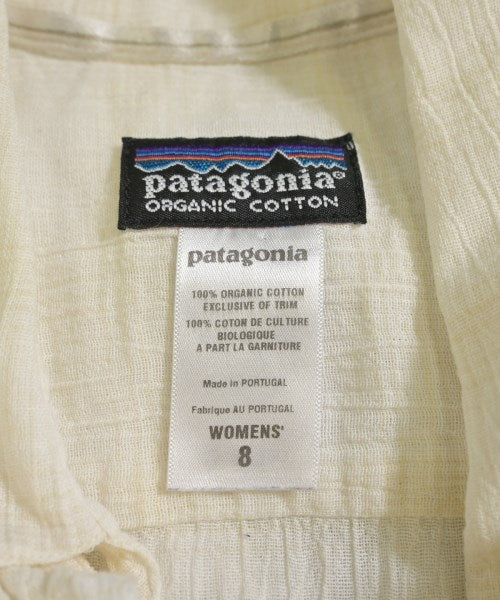 patagonia®
ORGANIC COTTON
patagonia
100% ORGANIC COTTON
EXCLUSIVE OF TRIM
100% COTON DE CULTURE
BIOLOGIQUE
A PART LA GARNITURE
Made in PORTUGAL
Fabrique AU PORTUGAL
WOMENS'
8